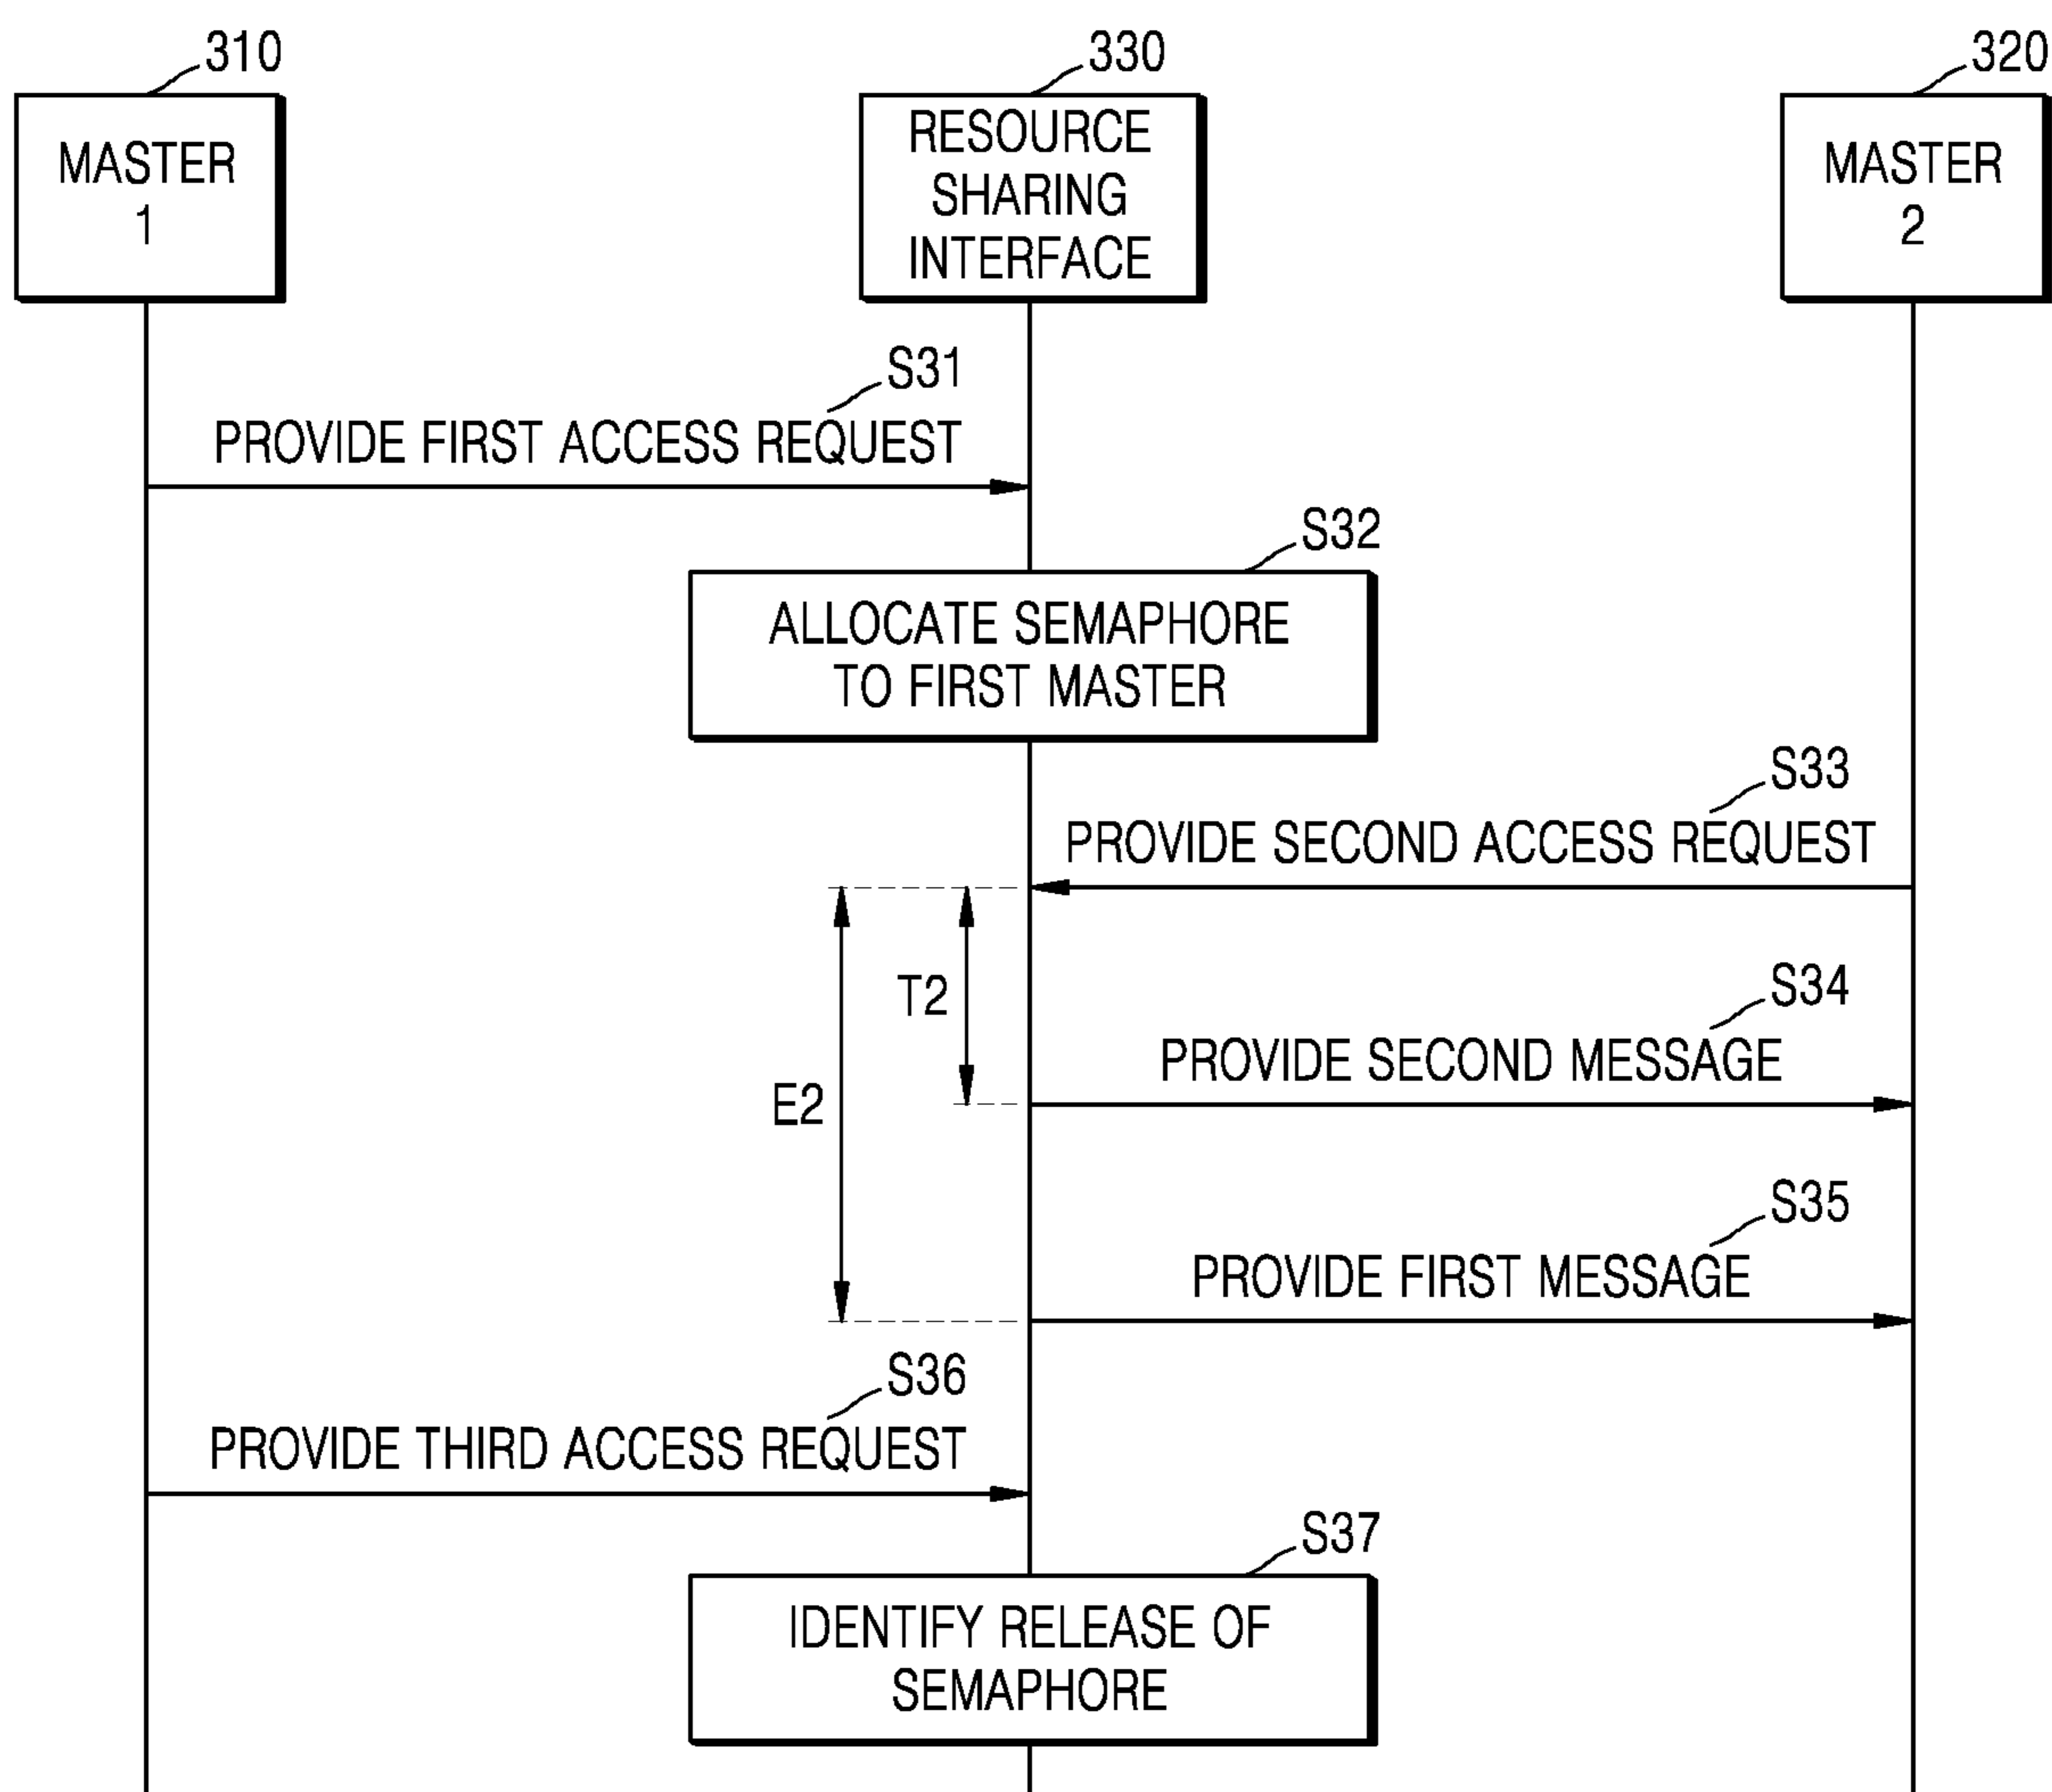 310
330
320
MASTER
1
RESOURCE
SHARING
INTERFACE
MASTER
2
S31
PROVIDE FIRST ACCESS REQUEST
S32
ALLOCATE SEMAPHORE
TO FIRST MASTER
S33
PROVIDE SECOND ACCESS REQUEST
T2
S34
PROVIDE SECOND MESSAGE
E2
S35
PROVIDE FIRST MESSAGE
S36
PROVIDE THIRD ACCESS REQUEST
S37
IDENTIFY RELEASE OF
SEMAPHORE